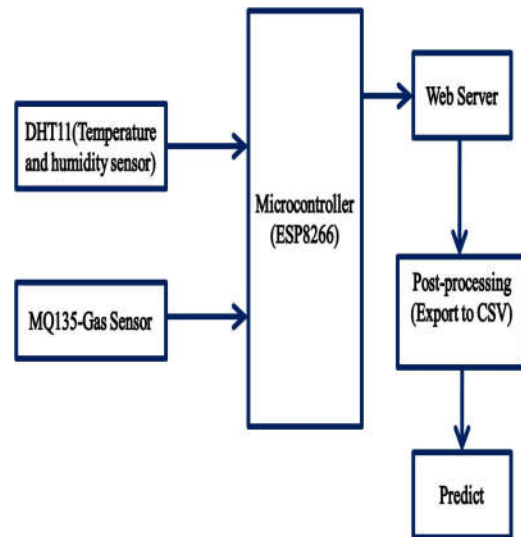 DHT11(Temperature
and humidity sensor)
MQ135-Gas Sensor
Microcontroller
(ESP8266)
Web Server
Post-processing
(Export to CSV)
Predict